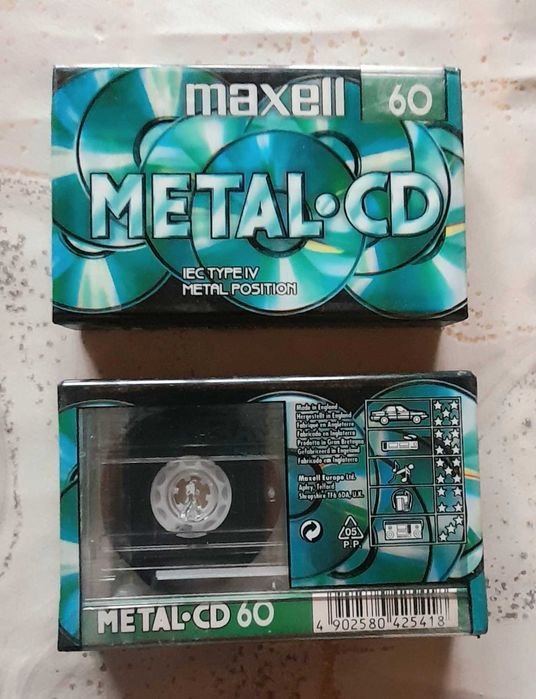 maxell 60
METAL•CD
IEC TYPE IV
METAL POSITION
Made in England
Hergestellt in England
Fabriqué en Angleterre
Fabricado en Inglaterra
Prodotto in Gran Bretagna
Gefabriceerd in Engeland
Fabricado em Inglaterra
Maxell Europe Ltd.
Apley, Telford
Shropshire TF6 6DA, U.K.
05
P.P.
METAL•CD 60
4 902580 425418